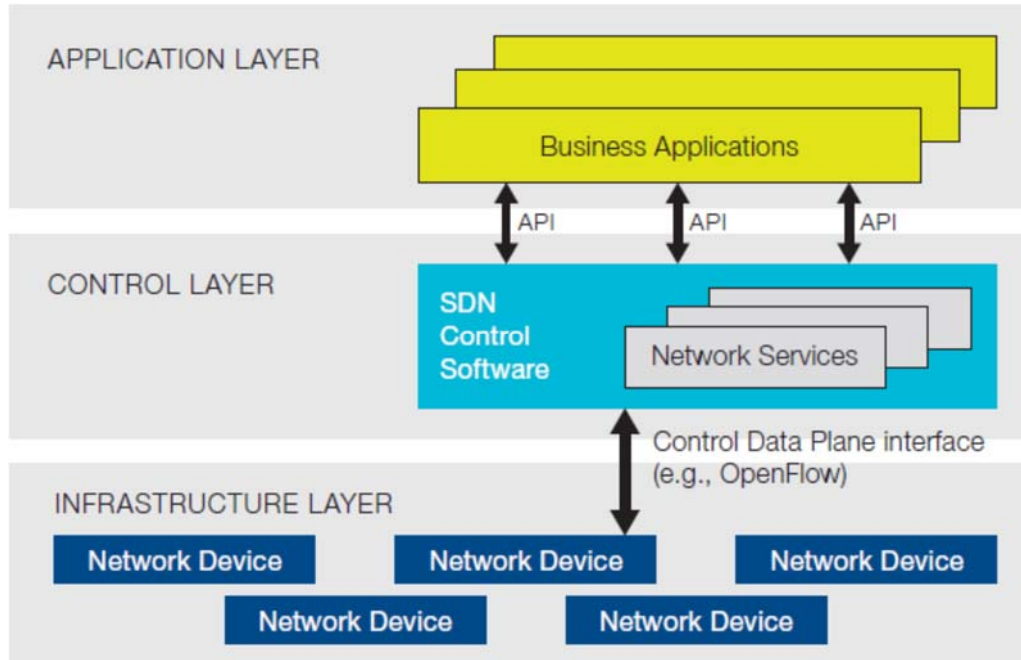 APPLICATION LAYER
Business Applications
API
API
API
CONTROL LAYER
SDN
Control
Software
Network Services
Control Data Plane interface
(e.g., OpenFlow)
INFRASTRUCTURE LAYER
Network Device
Network Device
Network Device
Network Device
Network Device